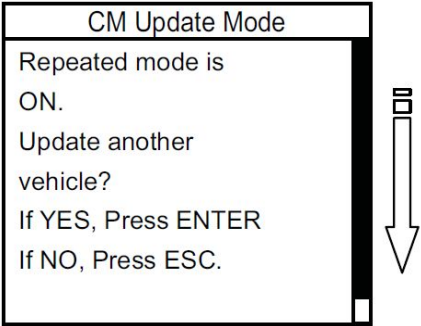 CM Update Mode
Repeated mode is
ON.
Update another
vehicle?
If YES, Press ENTER
If NO, Press ESC.